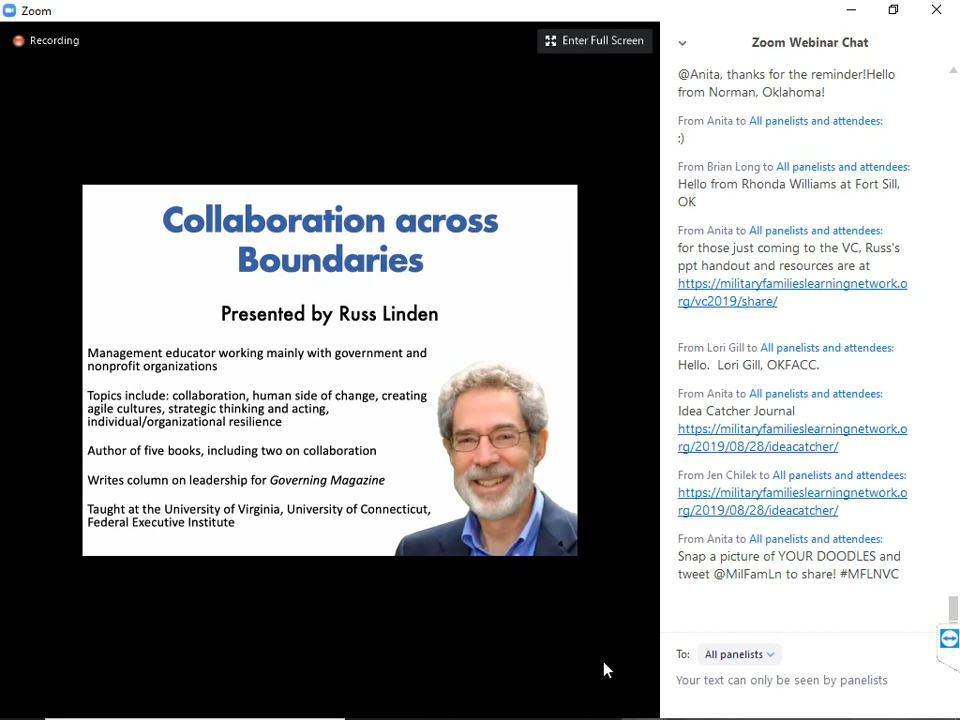 Zoom
Recording
Enter Full Screen
Collaboration across
Boundaries
Presented by Russ Linden
Management educator working mainly with government and
nonprofit organizations
Topics include: collaboration, human side of change, creating
agile cultures, strategic thinking and acting,
individual/organizational resilience
Author of five books, including two on collaboration
Writes column on leadership for Governing Magazine
Taught at the University of Virginia, University of Connecticut,
Federal Executive Institute
4
Zoom Webinar Chat
@Anita, thanks for the reminder!Hello
from Norman, Oklahoma!
From Anita to All panelists and attendees:
:)
From Brian Long to All panelists and attendees:
Hello from Rhonda Williams at Fort Sill,
OK
From Anita to All panelists and attendees:
for those just coming to the VC, Russ's
ppt handout and resources are at
https://militaryfamilieslearningnetwork.o
rg/vc2019/share/
From Lori Gill to All panelists and attendees:
Hello.  Lori Gill, OKFACC.
From Anita to All panelists and attendees:
Idea Catcher Journal
https://militaryfamilieslearningnetwork.o
rg/2019/08/28/ideacatcher/
From Jen Chilek to All panelists and attendees:
https://militaryfamilieslearningnetwork.o
rg/2019/08/28/ideacatcher/
From Anita to All panelists and attendees:
Snap a picture of YOUR DOODLES and
tweet @MilFamLn to share! #MFLNVC
To: All panelists
Your text can only be seen by panelists